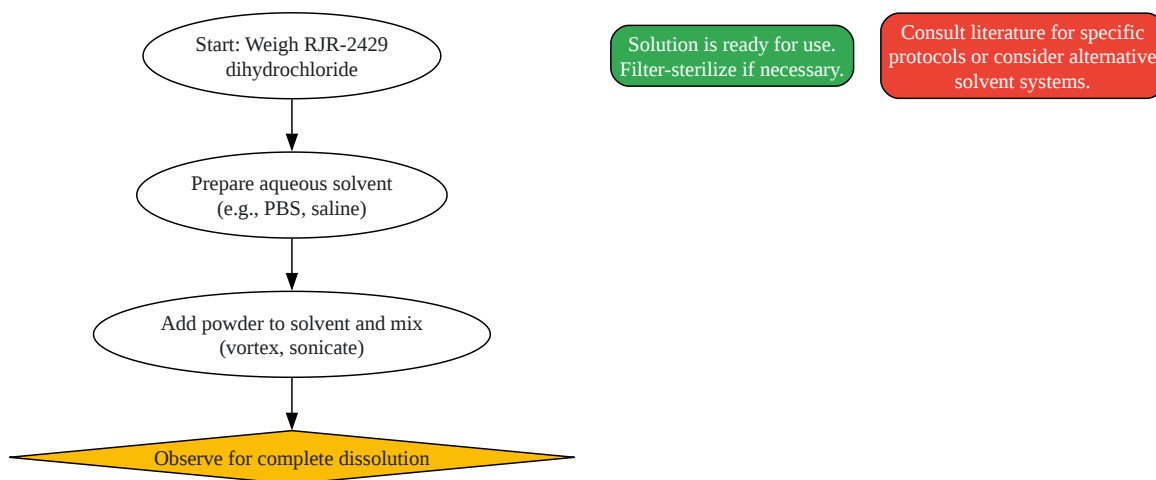 Start: Weigh RJR-2429
dihydrochloride
Solution is ready for use.
Filter-sterilize if necessary.
Consult literature for specific
protocols or consider alternative
solvent systems.
Prepare aqueous solvent
(e.g., PBS, saline)
Add powder to solvent and mix
(vortex, sonicate)
Observe for complete dissolution